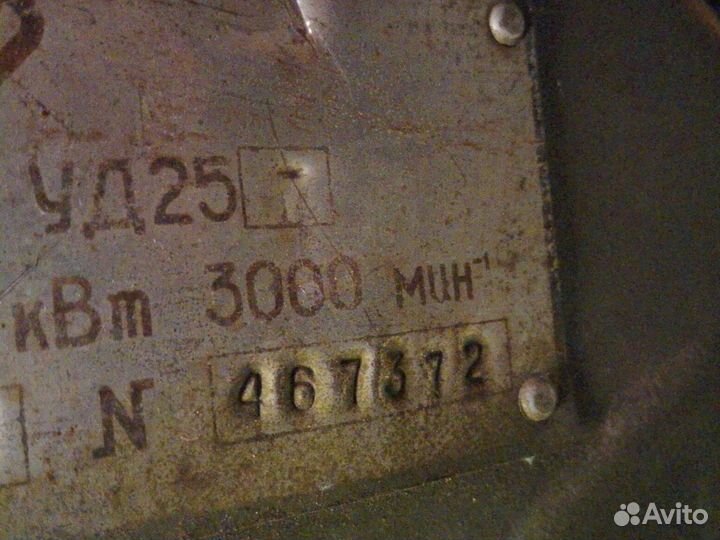 УД25 -
кВт 3000 мин⁻¹
N 467372
Avito